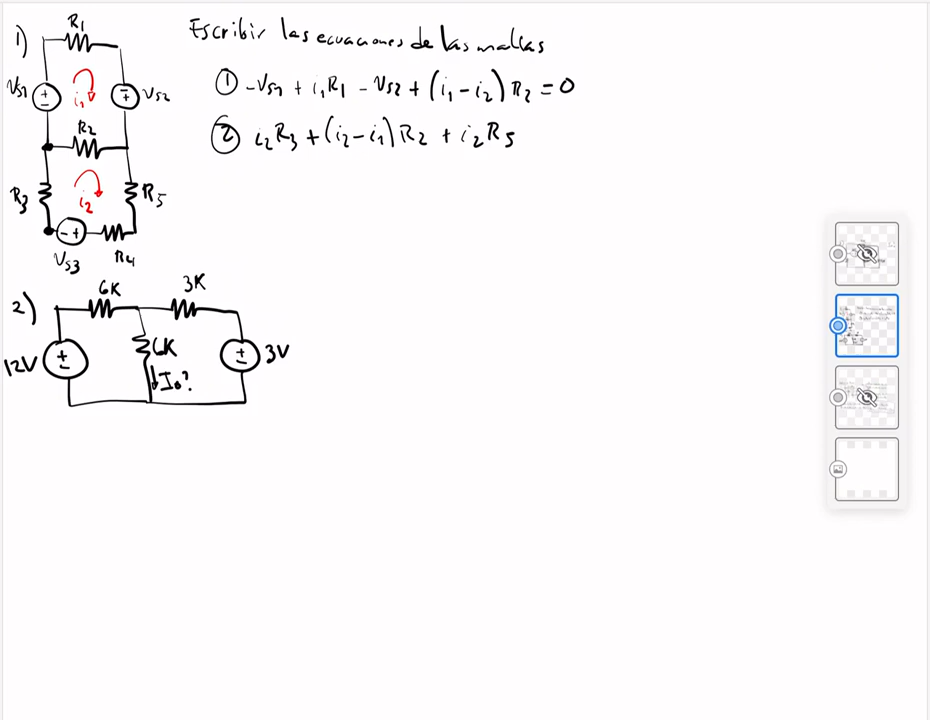 Escribir las ecuaciones de las mallas
1)
R1
VS1
+
-
i1
-
+
VS2
① -VS1 + i1R1 - VS2 + (i1 - i2) R2 = 0
R2
② i2R3 + (i2 - i1) R2 + i2R5
R3
i2
R5
- +
VS3
R4
2)
6K
3K
12V
+
-
6K
I0?
+
-
3V